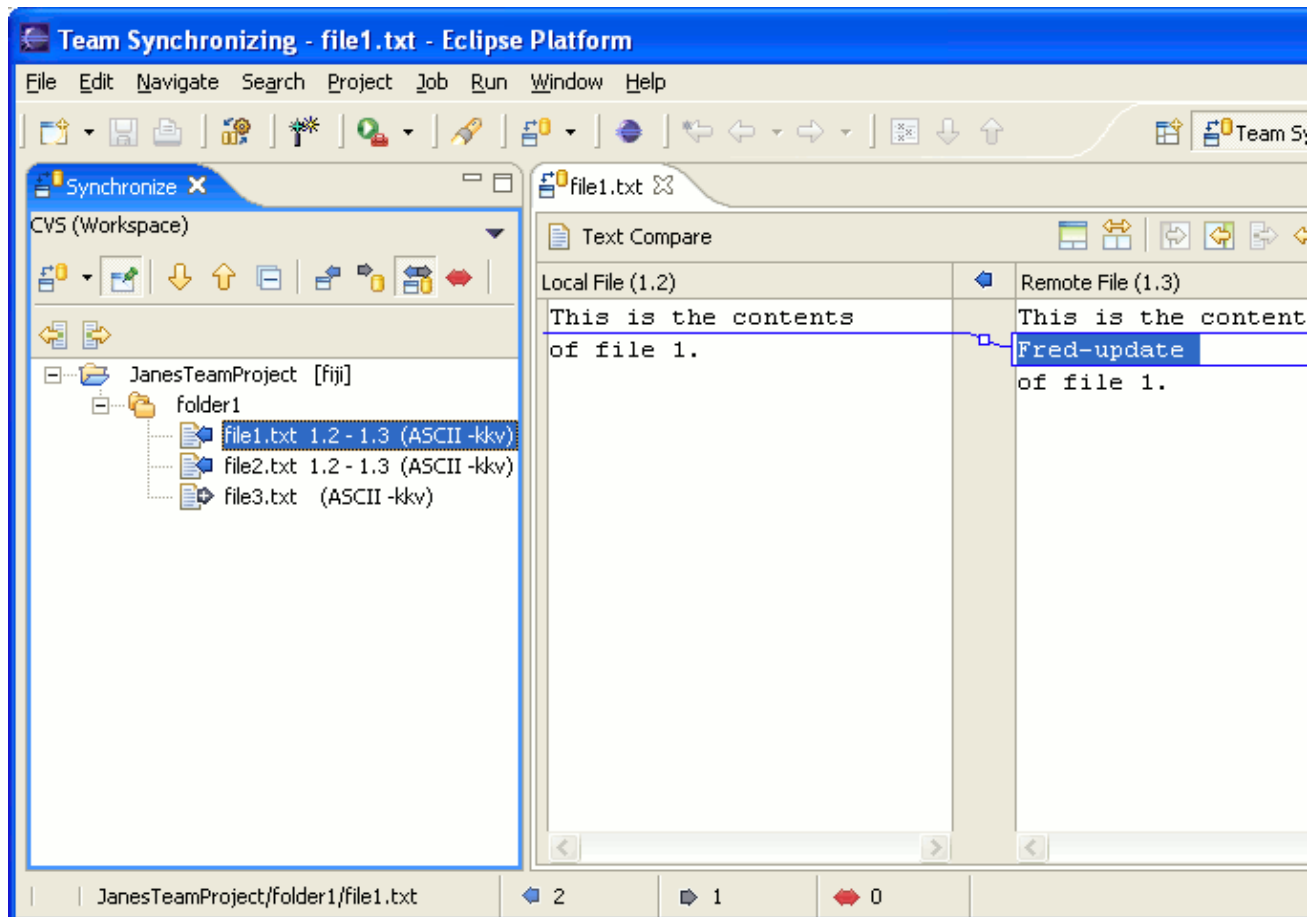 Team Synchronizing - file1.txt - Eclipse Platform
File Edit Navigate Search Project Job Run Window Help
Team Sy
Synchronize
CVS (Workspace)
JanesTeamProject [fiji]
folder1
file1.txt 1.2 - 1.3 (ASCII -kkv)
file2.txt 1.2 - 1.3 (ASCII -kkv)
file3.txt (ASCII -kkv)
file1.txt
Text Compare
Local File (1.2)
This is the contents
of file 1.
Remote File (1.3)
This is the content
Fred-update
of file 1.
JanesTeamProject/folder1/file1.txt 2 1 0